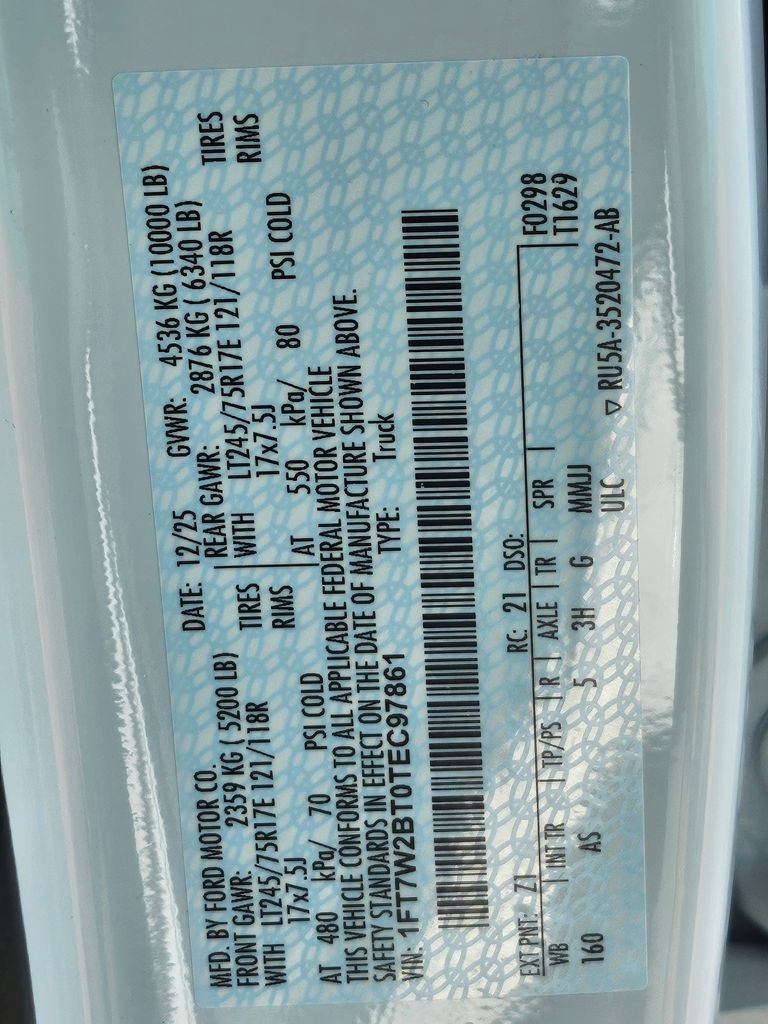 MFD. BY FORD MOTOR CO.
DATE: 12/25 GVWR: 4536 KG (10000 LB)
FRONT GAWR: 2359 KG ( 5200 LB)
REAR GAWR: 2876 KG ( 6340 LB)
WITH LT245/75R17E 121/118R TIRES
WITH LT245/75R17E 121/118R TIRES
17x7.5J RIMS
17x7.5J RIMS
AT 480 kPa/ 70 PSI COLD
AT 550 kPa/ 80 PSI COLD
THIS VEHICLE CONFORMS TO ALL APPLICABLE FEDERAL MOTOR VEHICLE
SAFETY STANDARDS IN EFFECT ON THE DATE OF MANUFACTURE SHOWN ABOVE.
VIN: 1FT7W2BT0TEC97861 TYPE: Truck
EXT PNT: Z1 RC: 21 DSO: F0298
WB | INT TR | TP/PS | R | AXLE | TR | SPR | T1629
160 AS 5 3H G MMJJ
ULC ▽ RU5A-3520472-AB